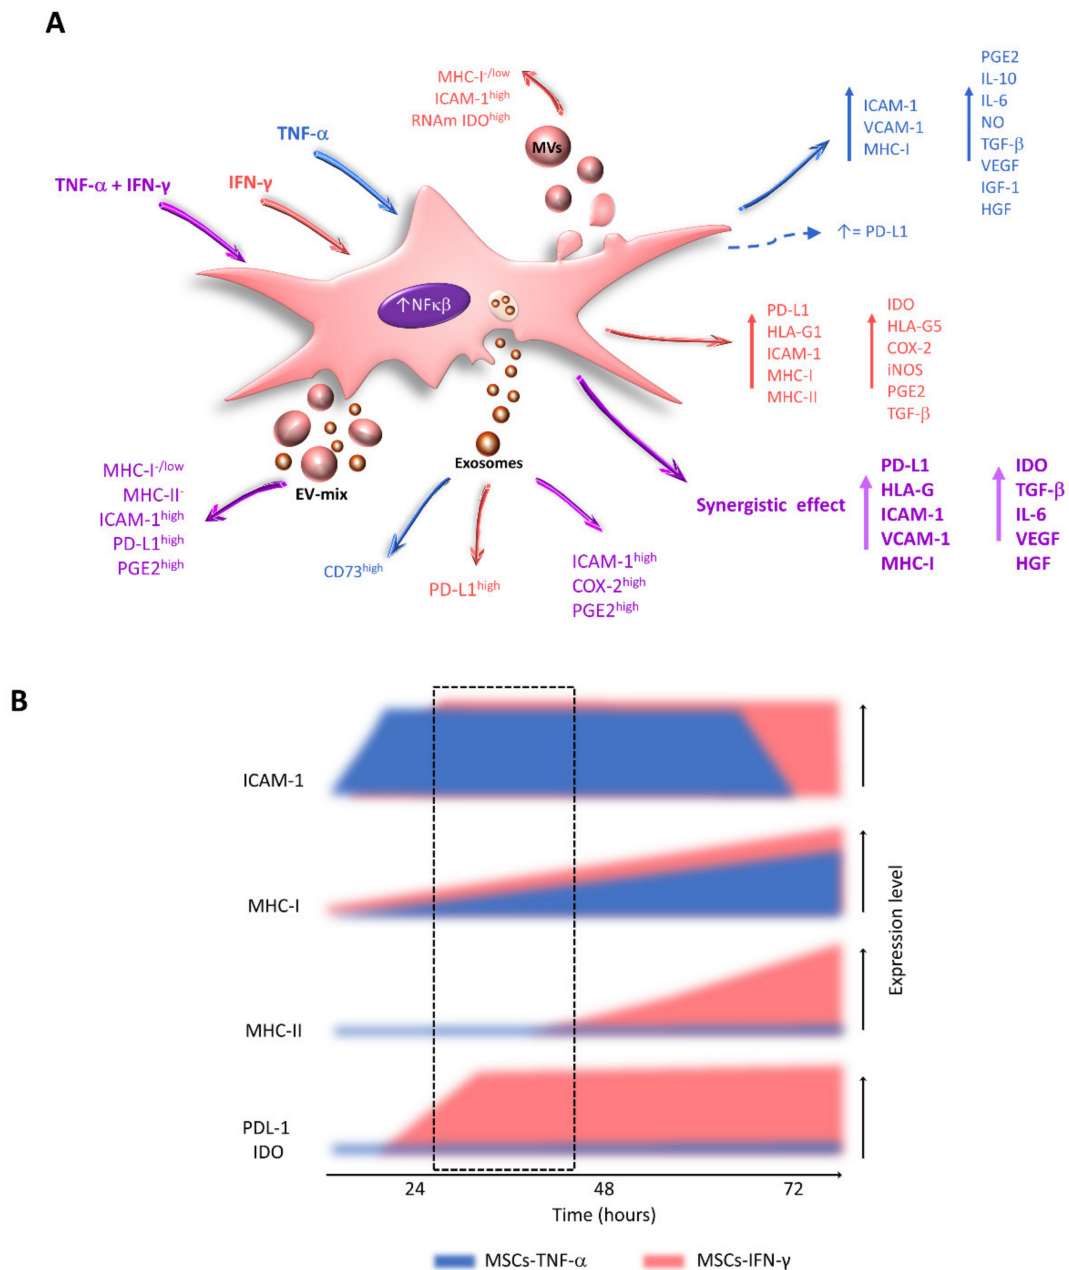 A
TNF-α + IFN-γ
IFN-γ
TNF-α
MHC-I-/low
ICAM-1high
RNAm IDOhigh
MVs
ICAM-1
VCAM-1
MHC-I
PGE2
IL-10
IL-6
NO
TGF-β
VEGF
IGF-1
HGF
↑= PD-L1
↑NFκβ
PD-L1
HLA-G1
ICAM-1
MHC-I
MHC-II
IDO
HLA-G5
COX-2
iNOS
PGE2
TGF-β
Synergistic effect
PD-L1
HLA-G
ICAM-1
VCAM-1
MHC-I
IDO
TGF-β
IL-6
VEGF
HGF
EV-mix
MHC-I-/low
MHC-II-
ICAM-1high
PD-L1high
PGE2high
Exosomes
CD73high
PD-L1high
ICAM-1high
COX-2high
PGE2high
B
ICAM-1
MHC-I
MHC-II
PDL-1
IDO
Expression level
24 48 72
Time (hours)
MSCs-TNF-α MSCs-IFN-γ